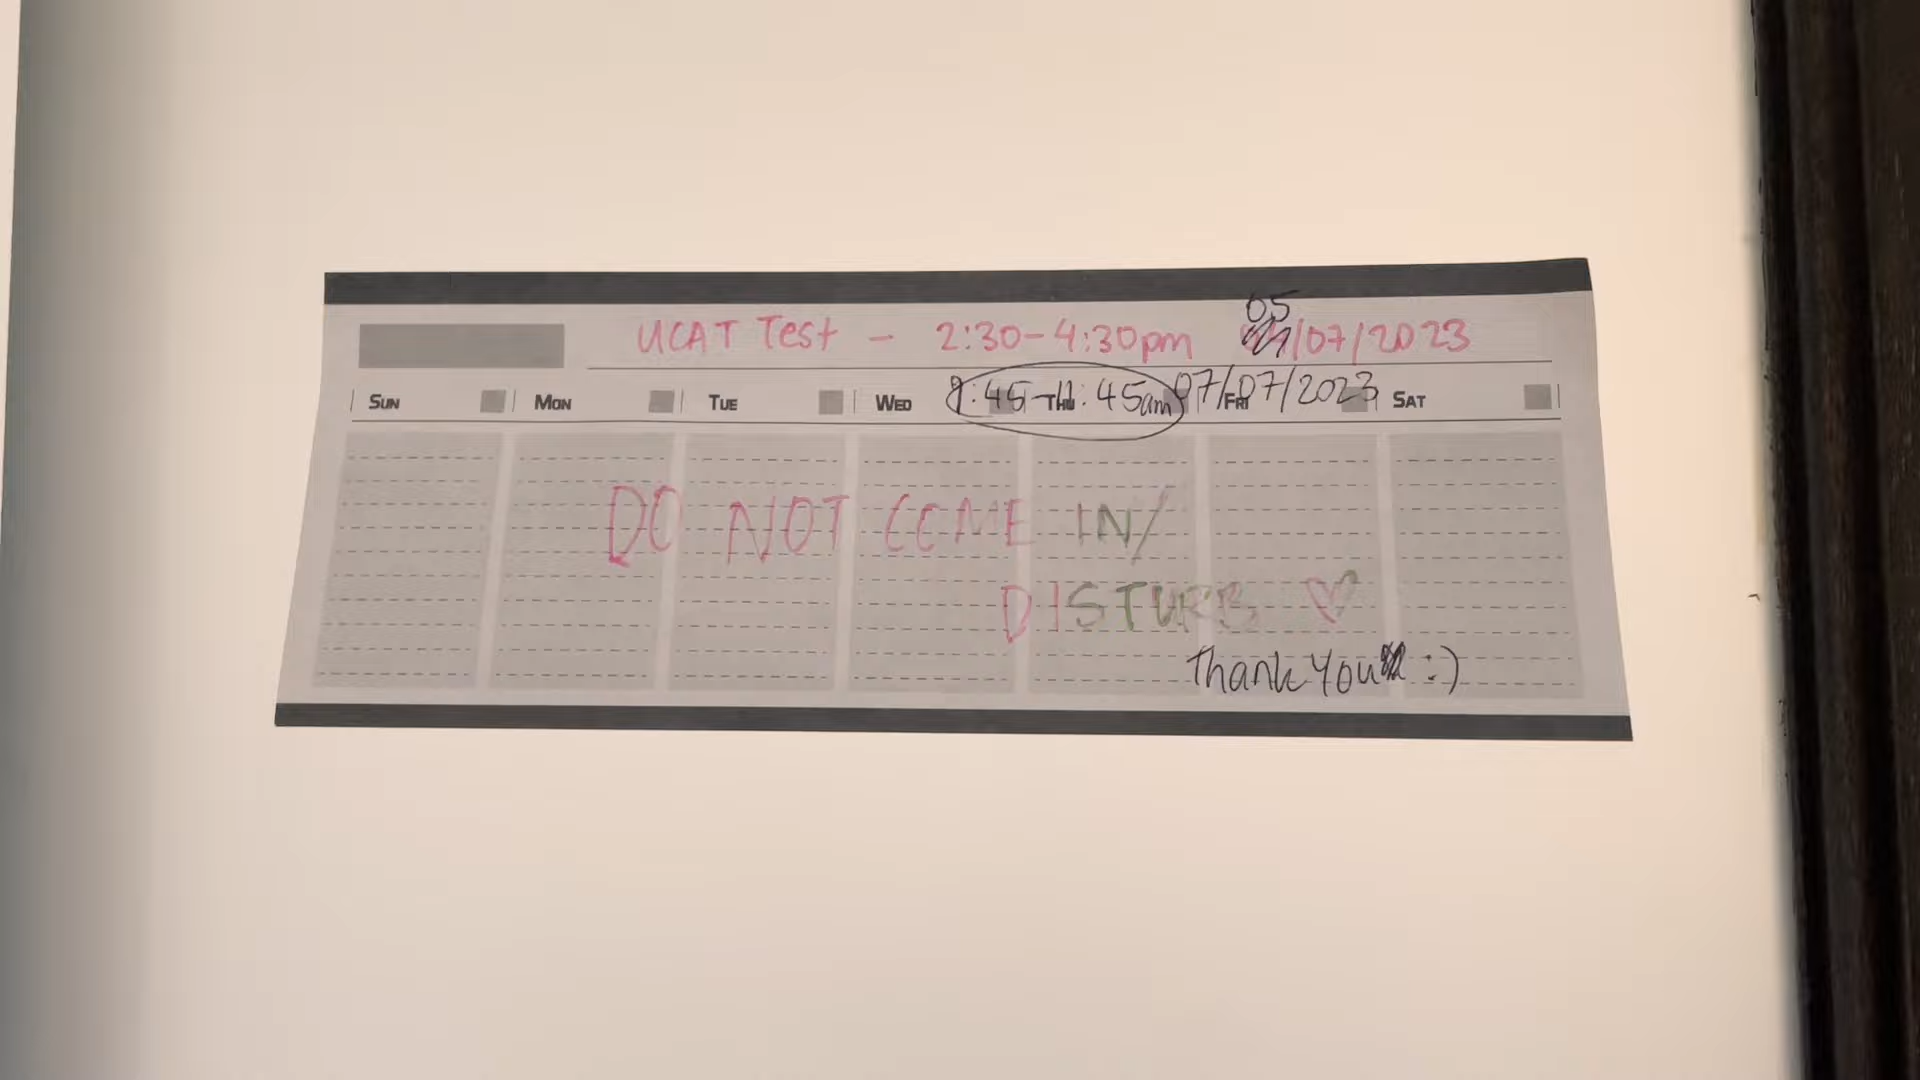 UCAT Test - 2:30-4:30pm 05/07/2023
9:45-11:45am 07/07/2023
SUN MON TUE WED THU FRI SAT
DO NOT COME IN/
DISTURB ♡
Thank you :)